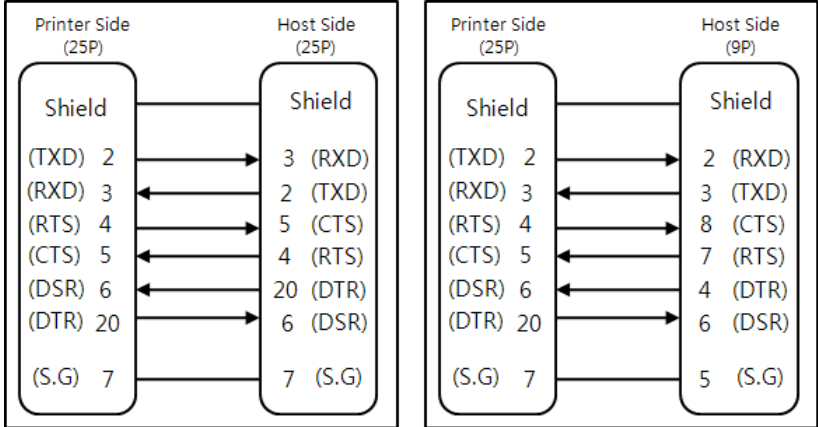 Printer Side
(25P)
Host Side
(25P)
Shield
Shield
(TXD) 2
3 (RXD)
(RXD) 3
2 (TXD)
(RTS) 4
5 (CTS)
(CTS) 5
4 (RTS)
(DSR) 6
20 (DTR)
(DTR) 20
6 (DSR)
(S.G) 7
7 (S.G)
Printer Side
(25P)
Host Side
(9P)
Shield
Shield
(TXD) 2
2 (RXD)
(RXD) 3
3 (TXD)
(RTS) 4
8 (CTS)
(CTS) 5
7 (RTS)
(DSR) 6
4 (DTR)
(DTR) 20
6 (DSR)
(S.G) 7
5 (S.G)